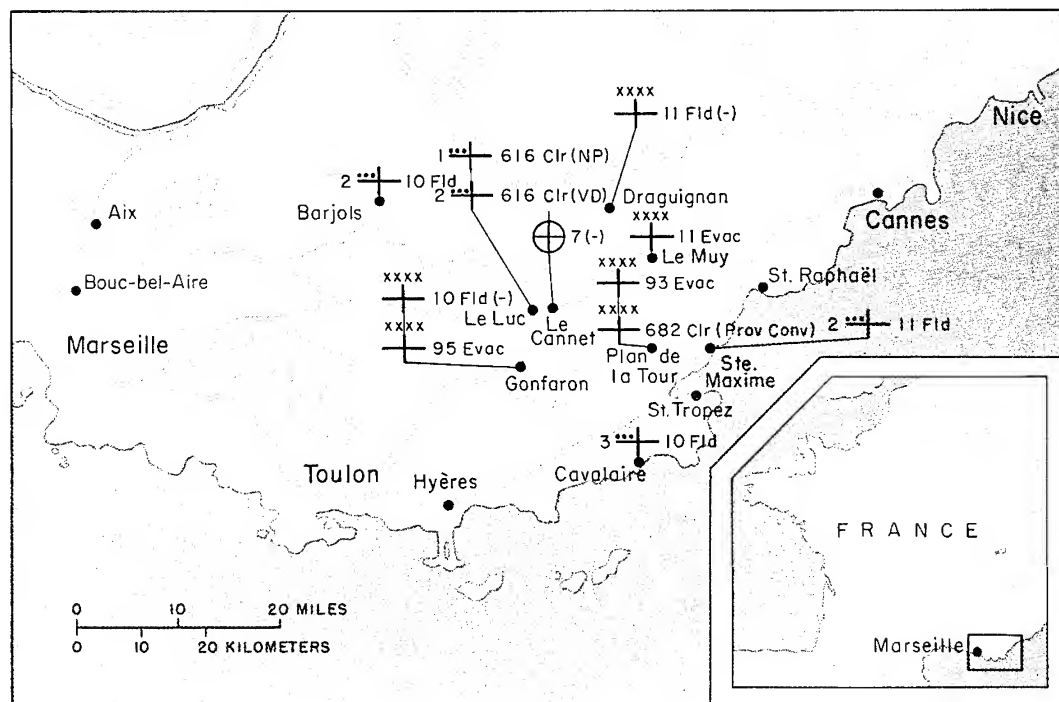 xxxx
11 Fld (-)
Nice
1 ••• 616 Clr (NP)
2 ••• 10 Fld
2 ••• 616 Clr (VD)
Draguignan
Barjols
Cannes
Aix
xxxx
7 (-)
11 Evac
Le Muy
xxxx
93 Evac
St. Raphaël
Bouc-bel-Aire
xxxx
10 Fld (-)
Le Luc
Le
Cannet
xxxx
682 Clr (Prov Conv)
2 ••• 11 Fld
Marseille
xxxx
95 Evac
Plan de
la Tour
Ste.
Maxime
Gonfaron
St. Tropez
3 ••• 10 Fld
Cavalaire
Toulon
Hyères
FRANCE
0 10 20 MILES
0 10 20 KILOMETERS
Marseille